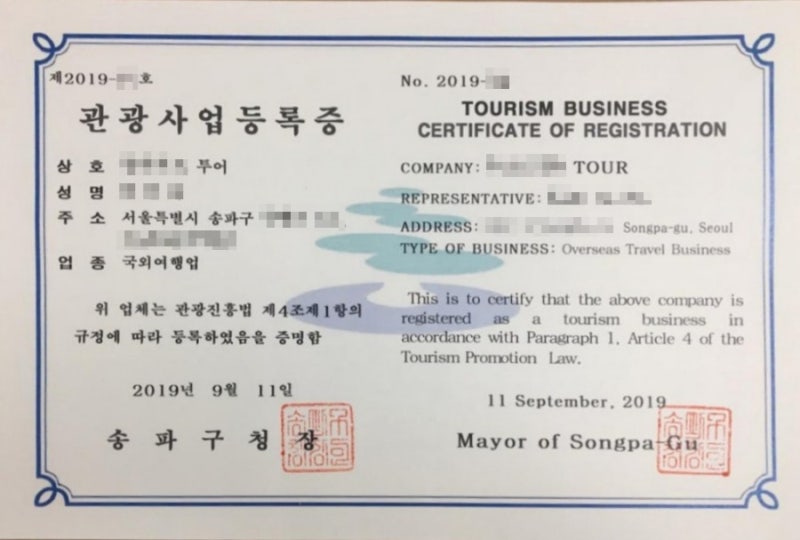 제2019-
호
관광사업등록증
상 호
투어
성 명
주 소 서울특별시 송파구
업 종 국외여행업
위 업체는 관광진흥법 제4조제1항의
규정에 따라 등록하였음을 증명함
2019년 9월 11일
송 파 구 청 장
No. 2019-
TOURISM BUSINESS
CERTIFICATE OF REGISTRATION
COMPANY:
TOUR
REPRESENTATIVE:
ADDRESS:
Songpa-gu, Seoul
TYPE OF BUSINESS: Overseas Travel Business
This is to certify that the above company is
registered as a tourism business in
accordance with Paragraph 1, Article 4 of the
Tourism Promotion Law.
11 September, 2019
Mayor of Songpa-Gu